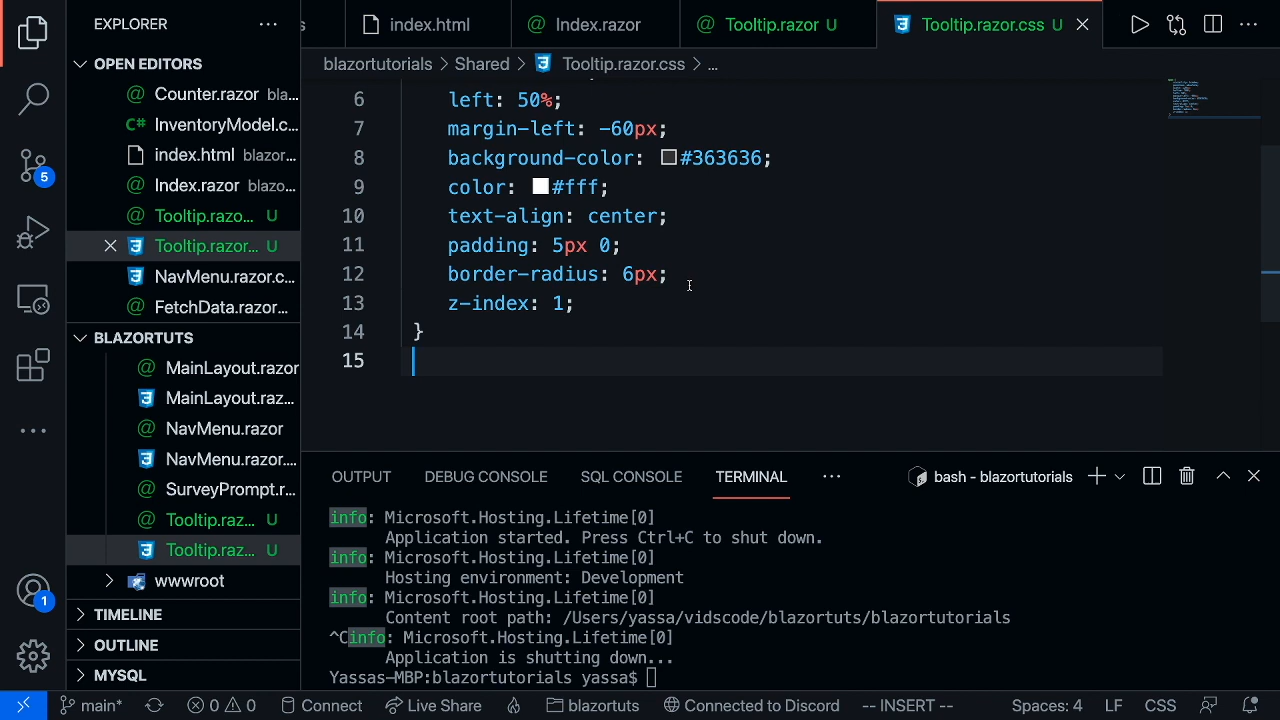 EXPLORER
OPEN EDITORS
Counter.razor bla...
InventoryModel.c...
index.html blazor...
Index.razor blazo...
Tooltip.razo... U
Tooltip.razor... U
NavMenu.razor.c...
FetchData.razor...
BLAZORTUTS
MainLayout.razor
MainLayout.raz...
NavMenu.razor
NavMenu.razor....
SurveyPrompt.r...
Tooltip.raz... U
Tooltip.raz... U
wwwroot
TIMELINE
OUTLINE
MYSQL
5
1
s index.html Index.razor Tooltip.razor U Tooltip.razor.css U
blazortutorials > Shared > Tooltip.razor.css > ...
6 left: 50%;
7 margin-left: -60px;
8 background-color: #363636;
9 color: #fff;
10 text-align: center;
11 padding: 5px 0;
12 border-radius: 6px;
13 z-index: 1;
14 }
15
OUTPUT DEBUG CONSOLE SQL CONSOLE TERMINAL ... bash - blazortutorials
info: Microsoft.Hosting.Lifetime[0]
Application started. Press Ctrl+C to shut down.
info: Microsoft.Hosting.Lifetime[0]
Hosting environment: Development
info: Microsoft.Hosting.Lifetime[0]
Content root path: /Users/yassa/vidscode/blazortuts/blazortutorials
^Cinfo: Microsoft.Hosting.Lifetime[0]
Application is shutting down...
Yassas-MBP:blazortutorials yassa$
main* 0 0 Connect Live Share blazortuts Connected to Discord -- INSERT -- Spaces: 4 LF CSS